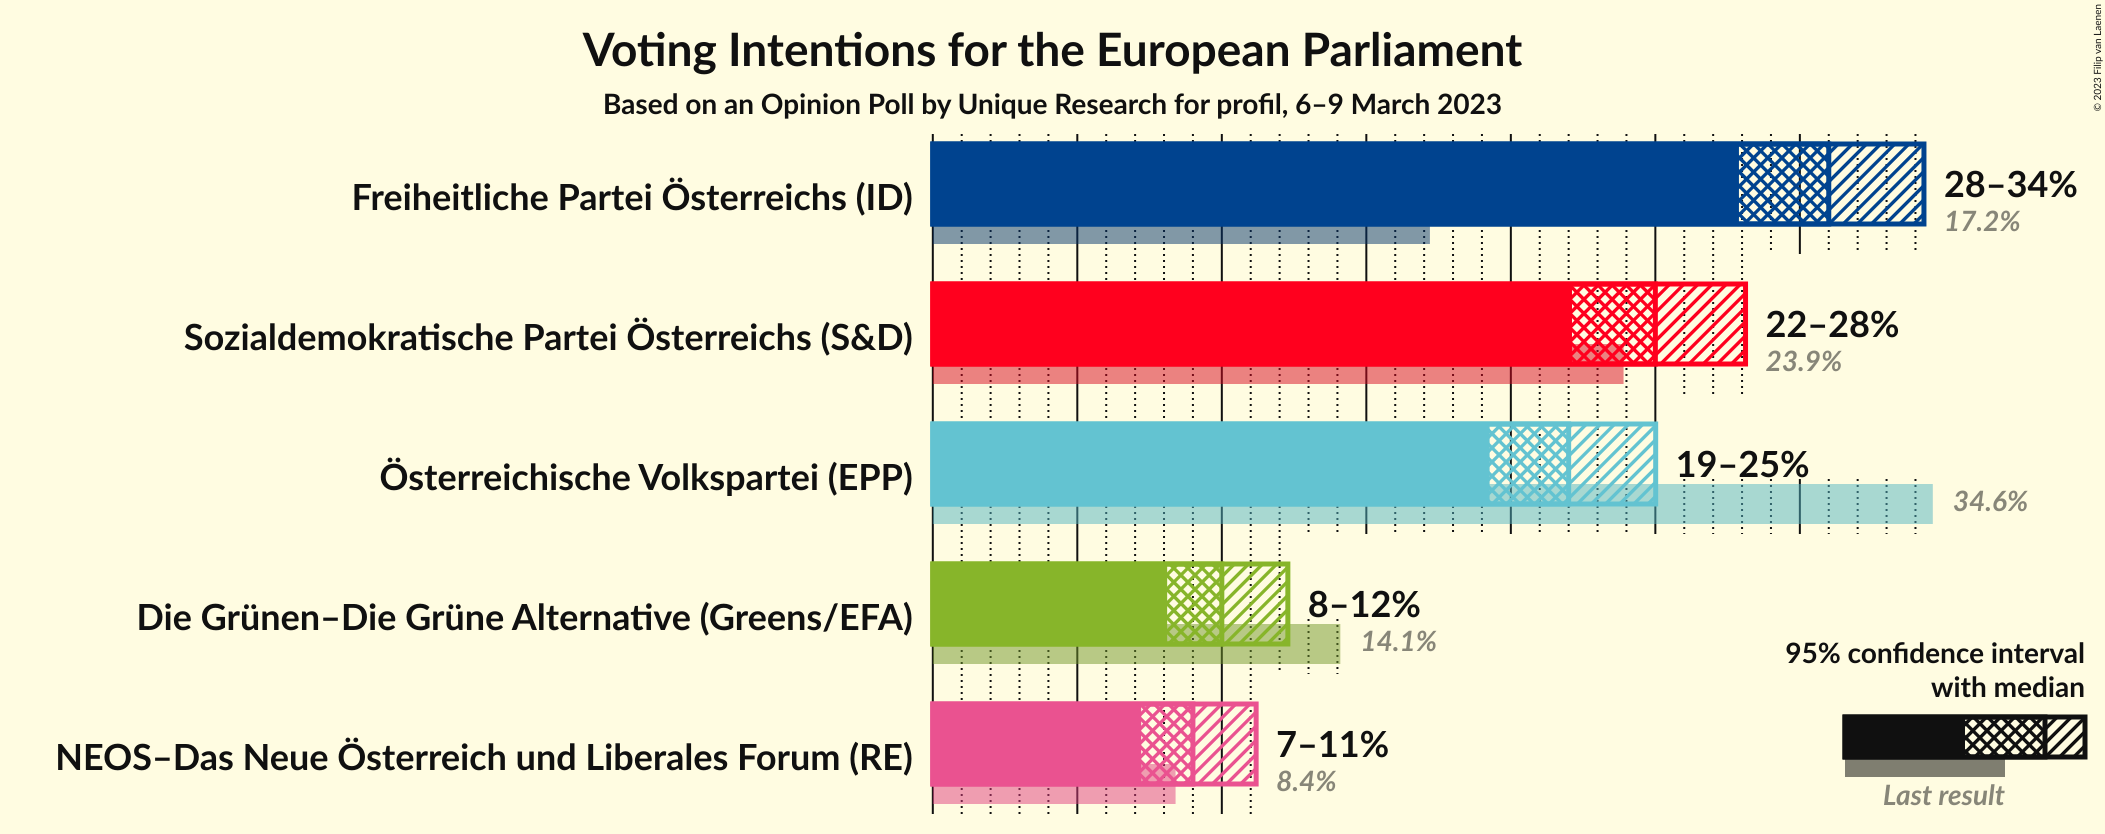 Voting Intentions for the European Parliament
Based on an Opinion Poll by Unique Research for profil, 6–9 March 2023
© 2023 Filip van Laenen
Freiheitliche Partei Österreichs (ID)
28–34%
17.2%
Sozialdemokratische Partei Österreichs (S&D)
22–28%
23.9%
Österreichische Volkspartei (EPP)
19–25%
34.6%
Die Grünen–Die Grüne Alternative (Greens/EFA)
8–12%
14.1%
NEOS–Das Neue Österreich und Liberales Forum (RE)
7–11%
8.4%
95% confidence interval
with median
Last result